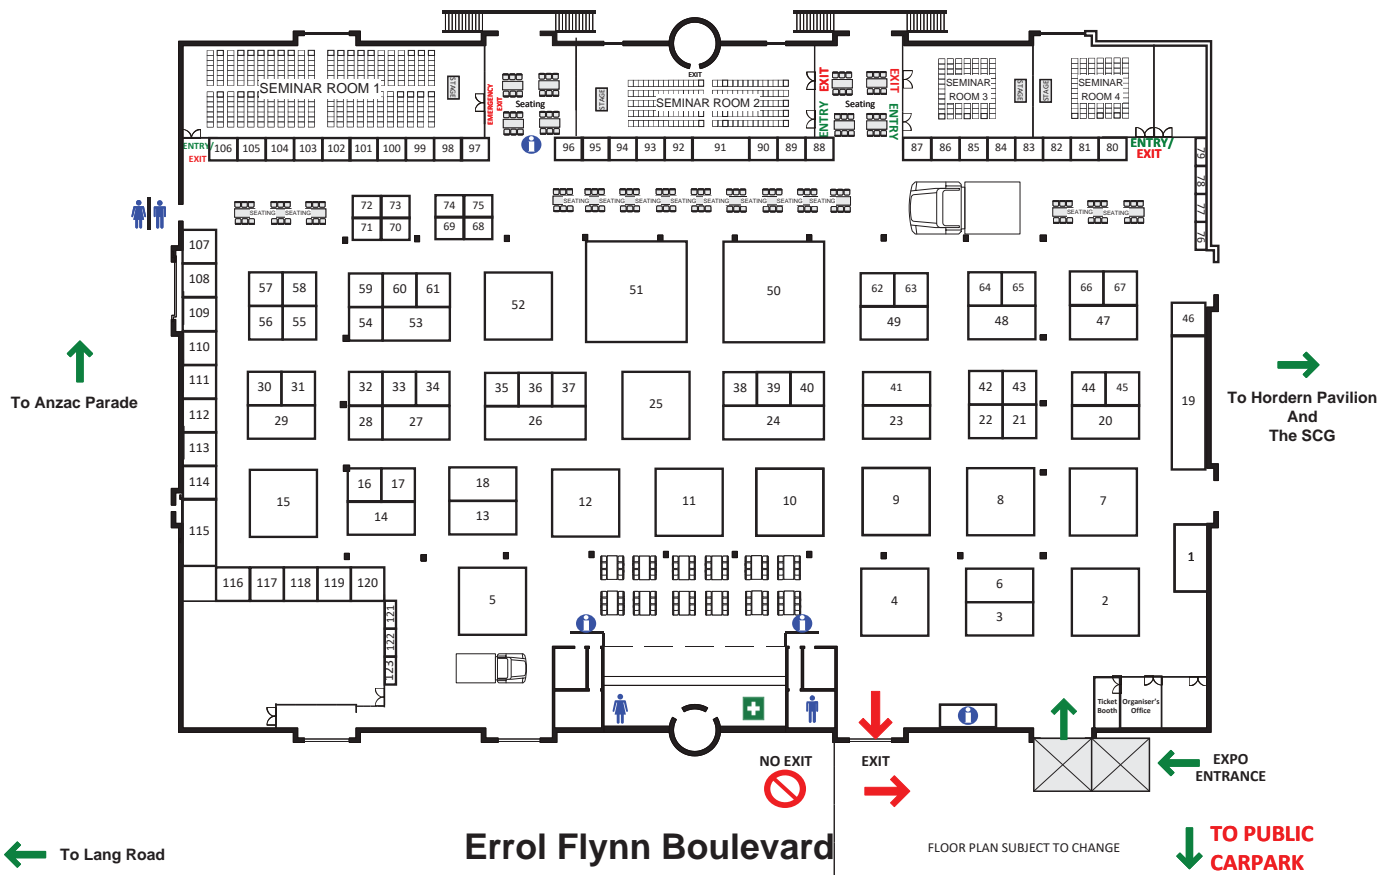 SEMINAR ROOM 1
STAGE
EMERGENCY
EXIT
Seating
STAGE
EXIT
SEMINAR ROOM 2
EXIT
ENTRY
Seating
EXIT
ENTRY
SEMINAR
ROOM 3
STAGE
STAGE
SEMINAR
ROOM 4
ENTRY/
EXIT
106 105 104 103 102 101 100 99 98 97
96 95 94 93 92 91 90 89 88
87 86 85 84 83 82 81 80
ENTRY/
EXIT
79
78
77
76
SEATING SEATING
72 73
71 70
74 75
69 68
SEATING SEATING SEATING SEATING SEATING SEATING SEATING SEATING
SEATING SEATING
107
108
109
110
111
112
113
114
115
57 58
56 55
59 60 61
54 53
52
51
50
62 63
49
64 65
48
66 67
47
46
19
30 31
29
32 33 34
28 27
35 36 37
26
25
38 39 40
24
41
23
42 43
22 21
44 45
20
To Anzac Parade
To Hordern Pavilion
And
The SCG
15
16 17
14
18
13
12
11
10
9
8
7
1
116 117 118 119 120
121
122
123
5
4
6
3
2
Ticket
Booth
Organiser's
Office
NO EXIT
EXIT
EXPO
ENTRANCE
To Lang Road
Errol Flynn Boulevard
FLOOR PLAN SUBJECT TO CHANGE
TO PUBLIC
CARPARK